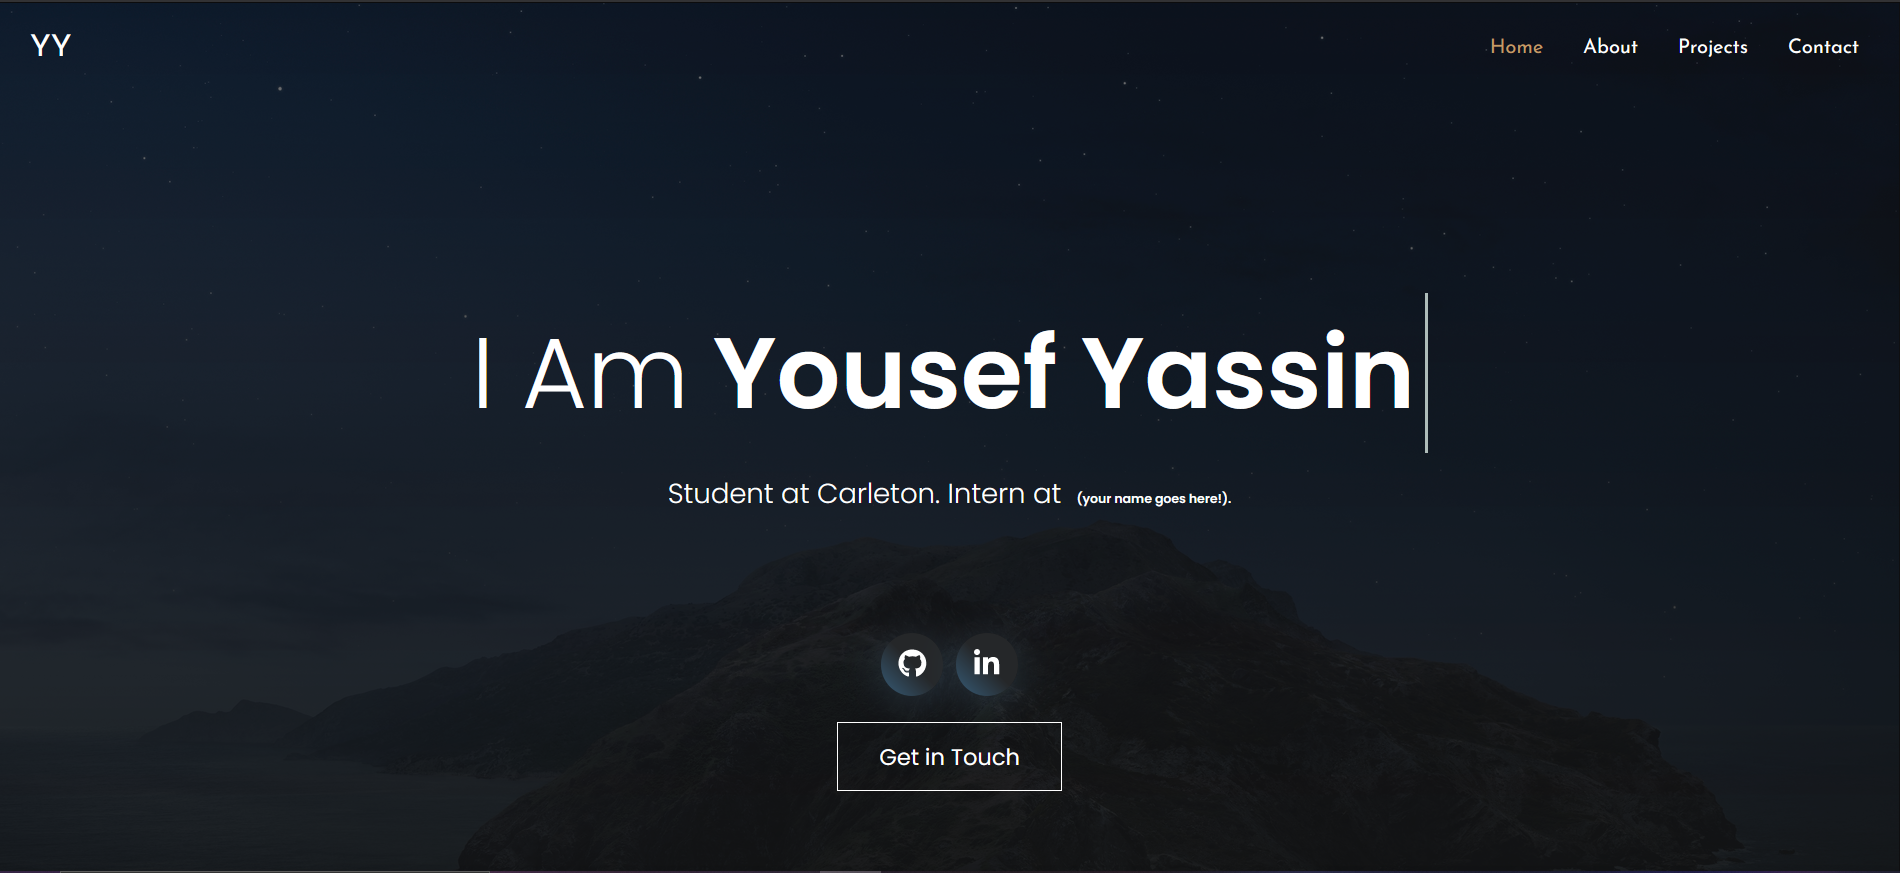 YY
Home About Projects Contact
I Am Yousef Yassin
Student at Carleton. Intern at (your name goes here!).
in
Get in Touch